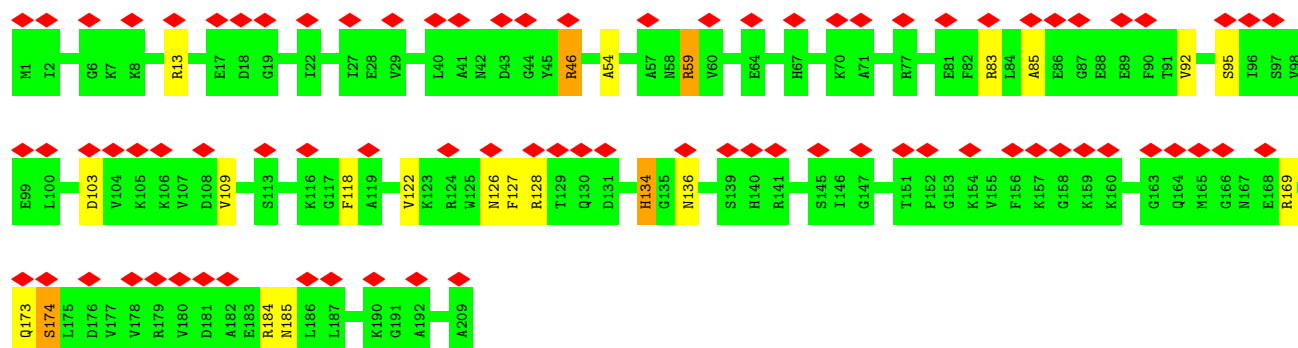 M1 I2 G6 K7 K8 R13 E17 D18 G19 I22 I27 E28 V29 L40 A41 N42 D43 G44 Y45 R46 A54 A57 N58 R59 V60 E64 H67 K70 A71 R77 E81 F82 R83 L84 A85 E86 G87 E88 E89 F90 T91 V92 S95 I96 S97 V98
E99 L100 D103 V104 K105 K106 V107 D108 V109 S113 K116 G117 F118 A119 V122 K123 R124 W125 N126 F127 R128 T129 Q130 D131 H134 G135 N136 S139 H140 R141 S145 I146 G147 T151 P152 G153 K154 V155 F156 K157 G158 K159 K160 G163 Q164 M165 G166 N167 E168 R169
Q173 S174 L175 D176 V177 V178 R179 V180 D181 A182 E183 R184 N185 L186 L187 K190 G191 A192 A209